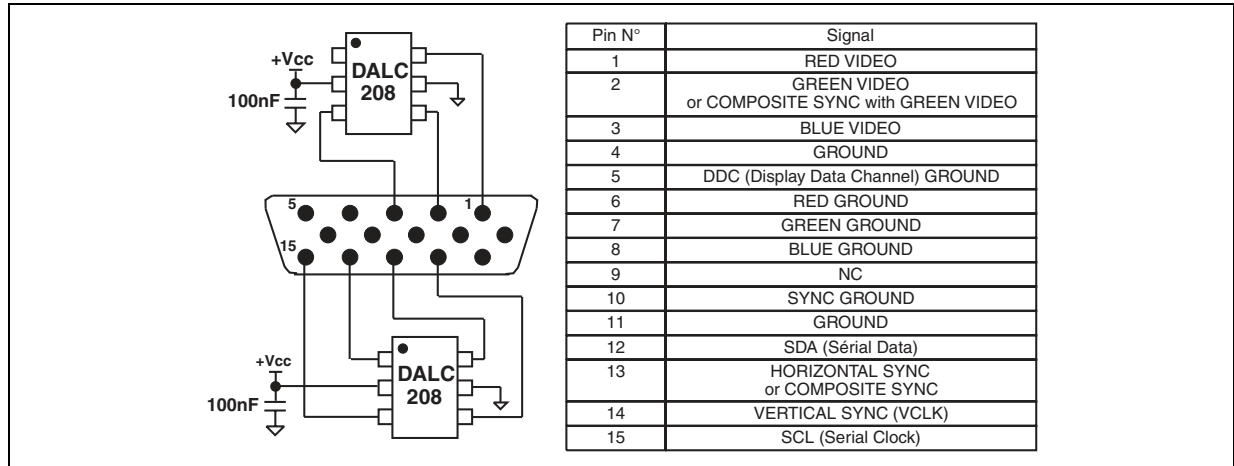 +Vcc
100nF
DALC
208
5
1
15
+Vcc
100nF
DALC
208
Pin N° Signal
1 RED VIDEO
2 GREEN VIDEO
or COMPOSITE SYNC with GREEN VIDEO
3 BLUE VIDEO
4 GROUND
5 DDC (Display Data Channel) GROUND
6 RED GROUND
7 GREEN GROUND
8 BLUE GROUND
9 NC
10 SYNC GROUND
11 GROUND
12 SDA (Sérial Data)
13 HORIZONTAL SYNC
or COMPOSITE SYNC
14 VERTICAL SYNC (VCLK)
15 SCL (Serial Clock)